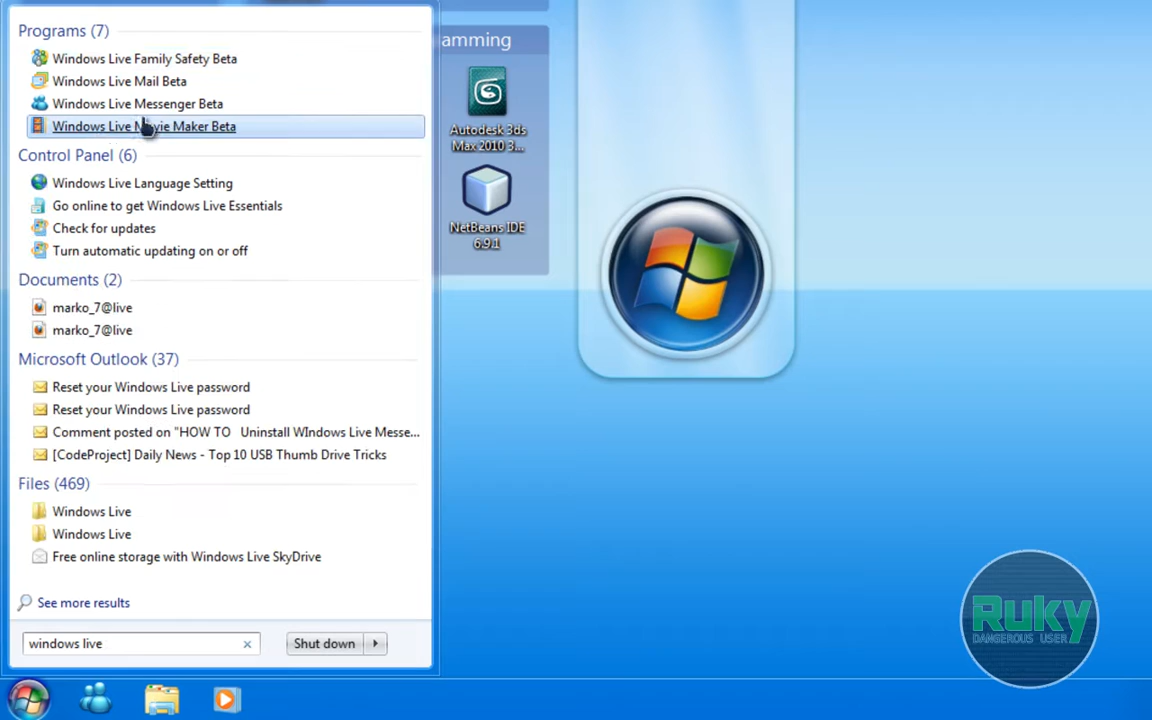 Programs (7)
Windows Live Family Safety Beta
Windows Live Mail Beta
Windows Live Messenger Beta
Windows Live Movie Maker Beta
Control Panel (6)
Windows Live Language Setting
Go online to get Windows Live Essentials
Check for updates
Turn automatic updating on or off
Documents (2)
marko_7@live
marko_7@live
Microsoft Outlook (37)
Reset your Windows Live password
Reset your Windows Live password
Comment posted on "HOW TO Uninstall WIndows Live Messe...
[CodeProject] Daily News - Top 10 USB Thumb Drive Tricks
Files (469)
Windows Live
Windows Live
Free online storage with Windows Live SkyDrive
See more results
windows live
Shut down
amming
Autodesk 3ds
Max 2010 3...
NetBeans IDE
6.9.1
Ruky
DANGEROUS USER